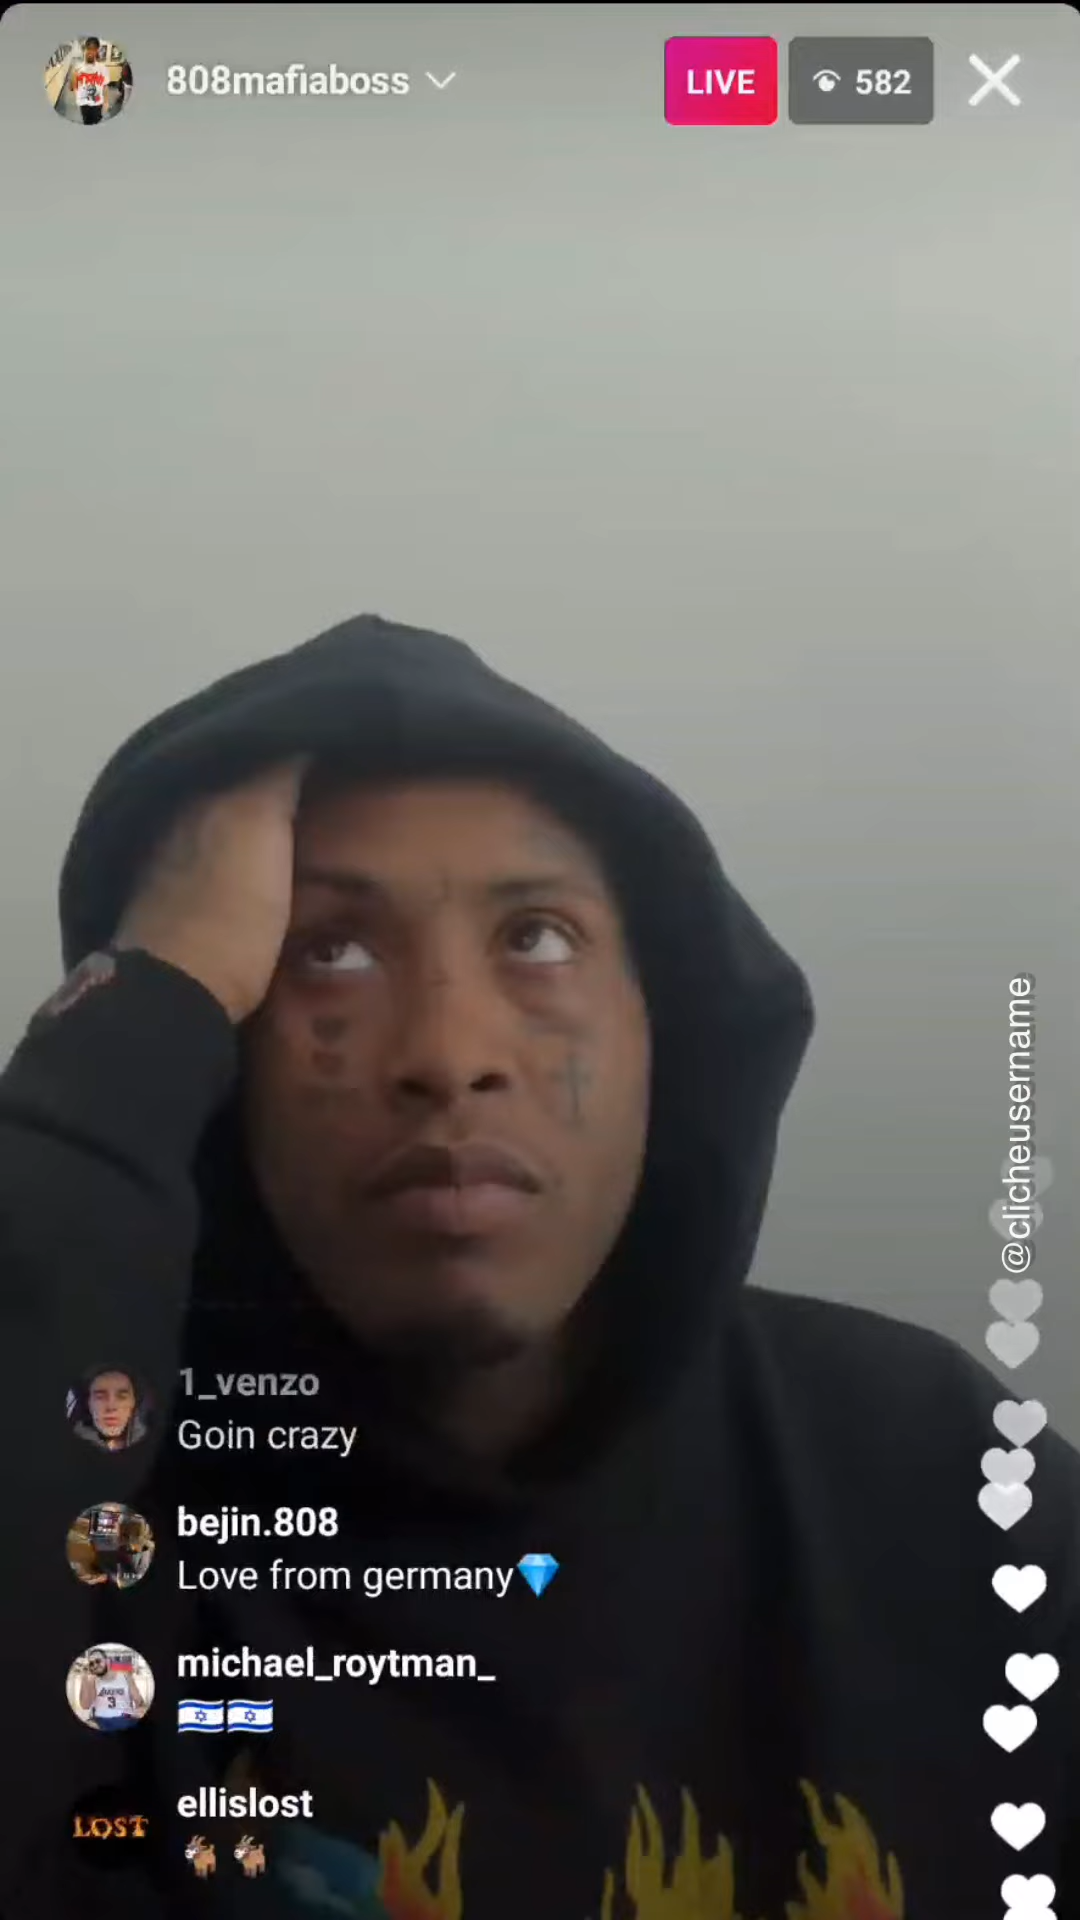 808mafiaboss
LIVE
582
@clicheusername
1_venzo
Goin crazy
bejin.808
Love from germany💎
michael_roytman_
🇮🇱🇮🇱
ellislost
🐐 🐐
LOST